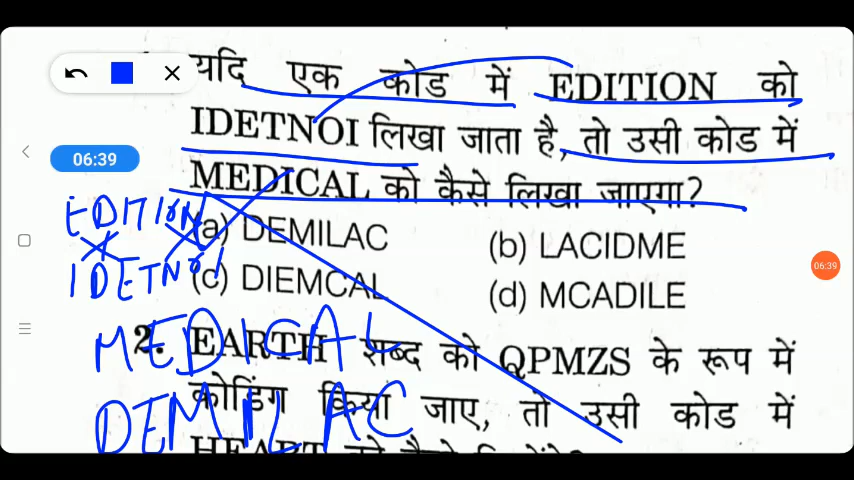 यदि एक कोड में EDITION को
IDETNOI लिखा जाता है, तो उसी कोड में
06:39
MEDICAL को कैसे लिखा जाएगा?
EDITION
(a) DEMILAC (b) LACIDME
06:39
IDETNOI
(c) DIEMCAL (d) MCADILE
MEDICAL
2. EARTH शब्द को QPMZS के रूप में
कोडिंग किया जाए, तो उसी कोड में
DEMILAC
HEART को